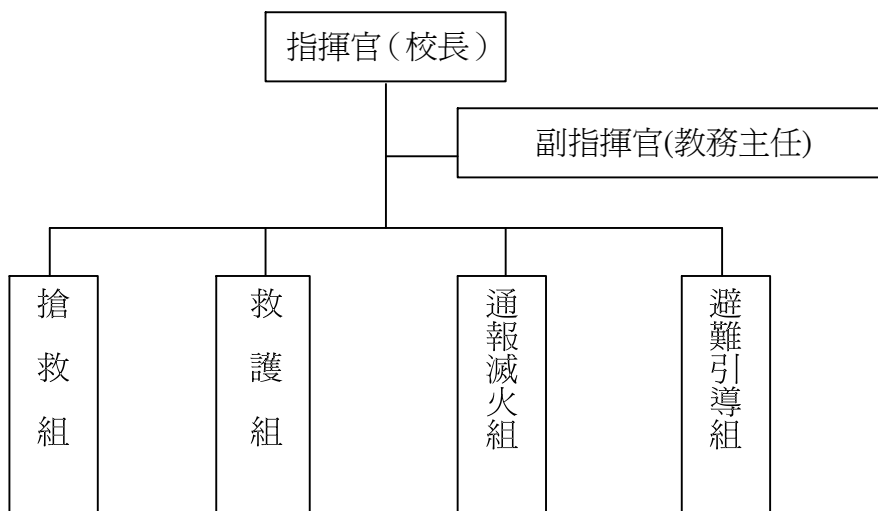 指揮官（校長）
副指揮官(教務主任)
搶救組
救護組
通報滅火組
避難引導組